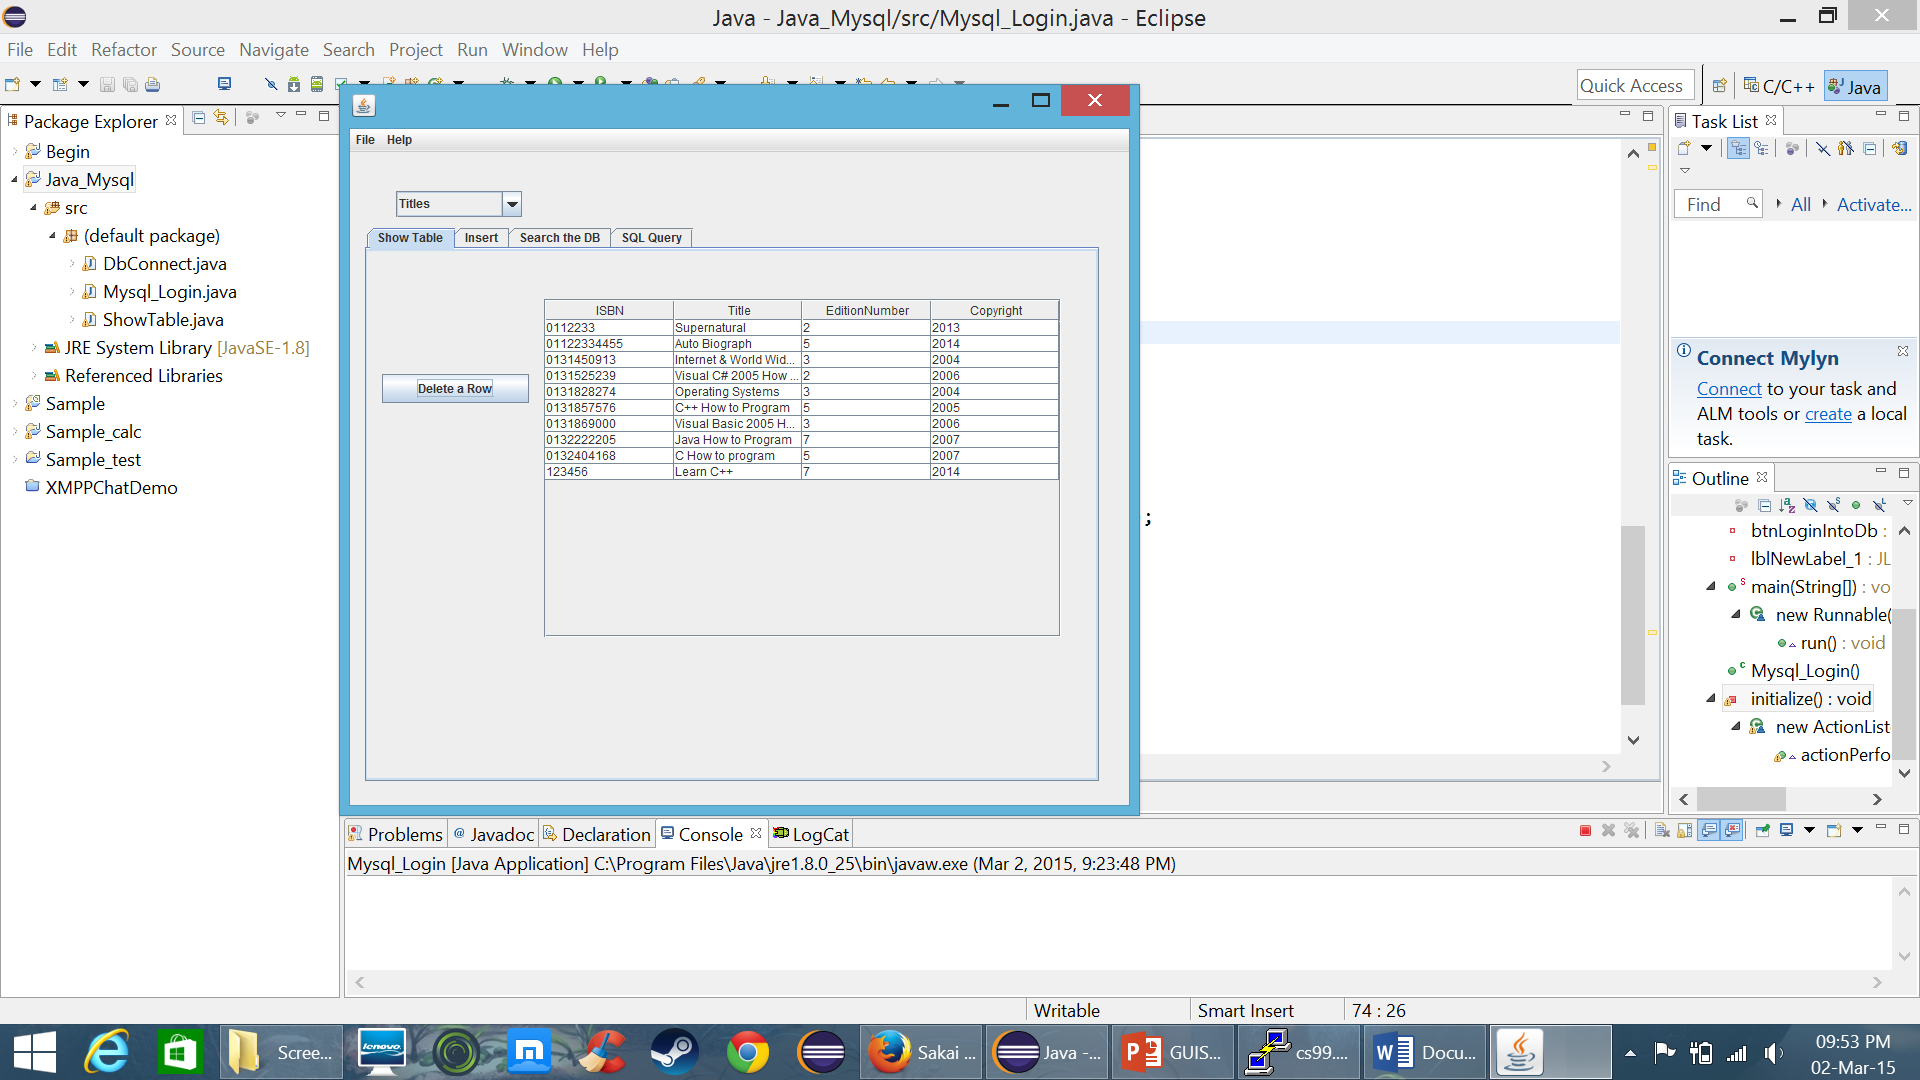 Java - Java_Mysql/src/Mysql_Login.java - Eclipse
File Edit Refactor Source Navigate Search Project Run Window Help
Quick Access
C/C++
Java
Package Explorer
Begin
Java_Mysql
src
(default package)
DbConnect.java
Mysql_Login.java
ShowTable.java
JRE System Library [JavaSE-1.8]
Referenced Libraries
Sample
Sample_calc
Sample_test
XMPPChatDemo
File Help
Titles
Show Table Insert Search the DB SQL Query
Delete a Row
ISBN Title EditionNumber Copyright
0112233 Supernatural 2 2013
01122334455 Auto Biograph 5 2014
0131450913 Internet & World Wid... 3 2004
0131525239 Visual C# 2005 How ... 2 2006
0131828274 Operating Systems 3 2004
0131857576 C++ How to Program 5 2005
0131869000 Visual Basic 2005 H... 3 2006
0132222205 Java How to Program 7 2007
0132404168 C How to program 5 2007
123456 Learn C++ 7 2014
;
Task List
Find All Activate...
Connect Mylyn
Connect to your task and
ALM tools or create a local
task.
Outline
btnLoginIntoDb :
lblNewLabel_1 : JL
main(String[]) : vo
new Runnable(
run() : void
Mysql_Login()
initialize() : void
new ActionList
actionPerfo
Problems Javadoc Declaration Console LogCat
Mysql_Login [Java Application] C:\Program Files\Java\jre1.8.0_25\bin\javaw.exe (Mar 2, 2015, 9:23:48 PM)
Writable Smart Insert 74 : 26
Scree... lenovo Sakai ... Java -... GUIS... cs99.... Docu...
09:53 PM
02-Mar-15